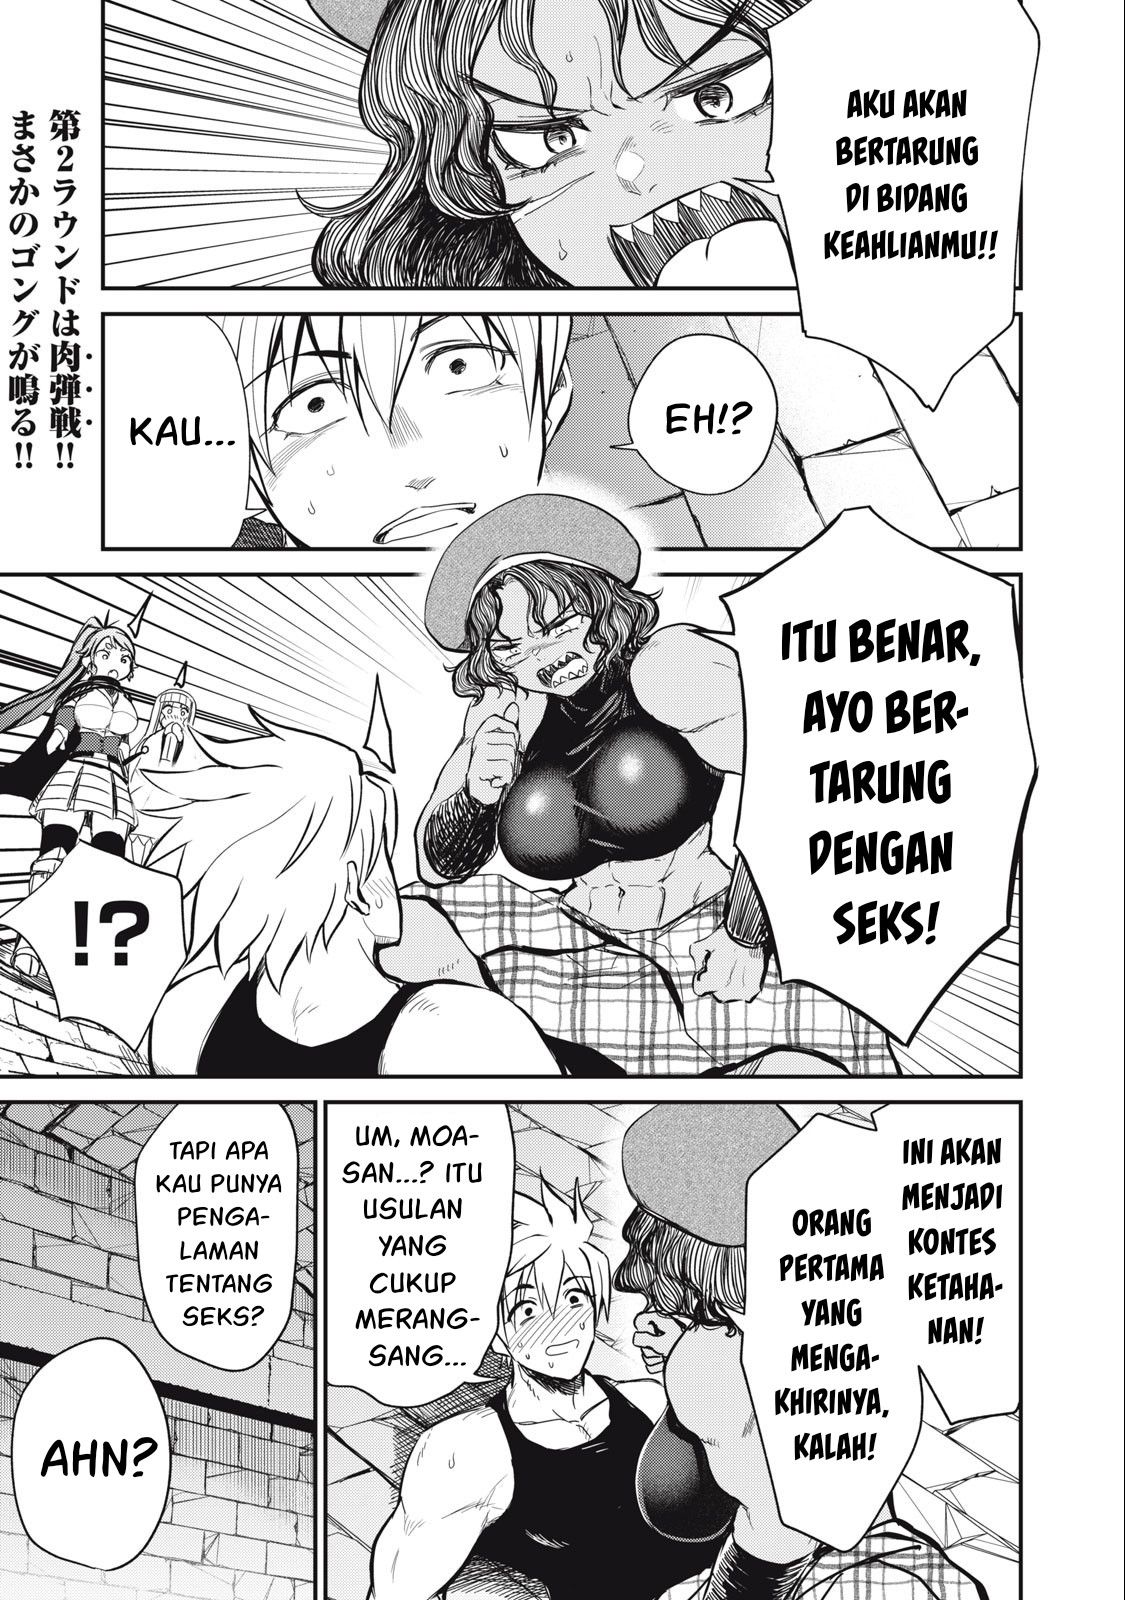 AKU AKAN
BERTARUNG
DI BIDANG
KEAHLIANMU!!
第2ラウンドは肉弾戦!!
まさかのゴングが鳴る!!
EH!?
KAU...
ITU BENAR,
AYO BER-
TARUNG
DENGAN
SEKS!
!?
INI AKAN
MENJADI
KONTES
KETAHA-
NAN!
ORANG
PERTAMA
YANG
MENGA-
KHIRINYA,
KALAH!
UM, MOA-
SAN...? ITU
USULAN
YANG
CUKUP
MERANG-
SANG...
TAPI APA
KAU PUNYA
PENGA-
LAMAN
TENTANG
SEKS?
AHN?